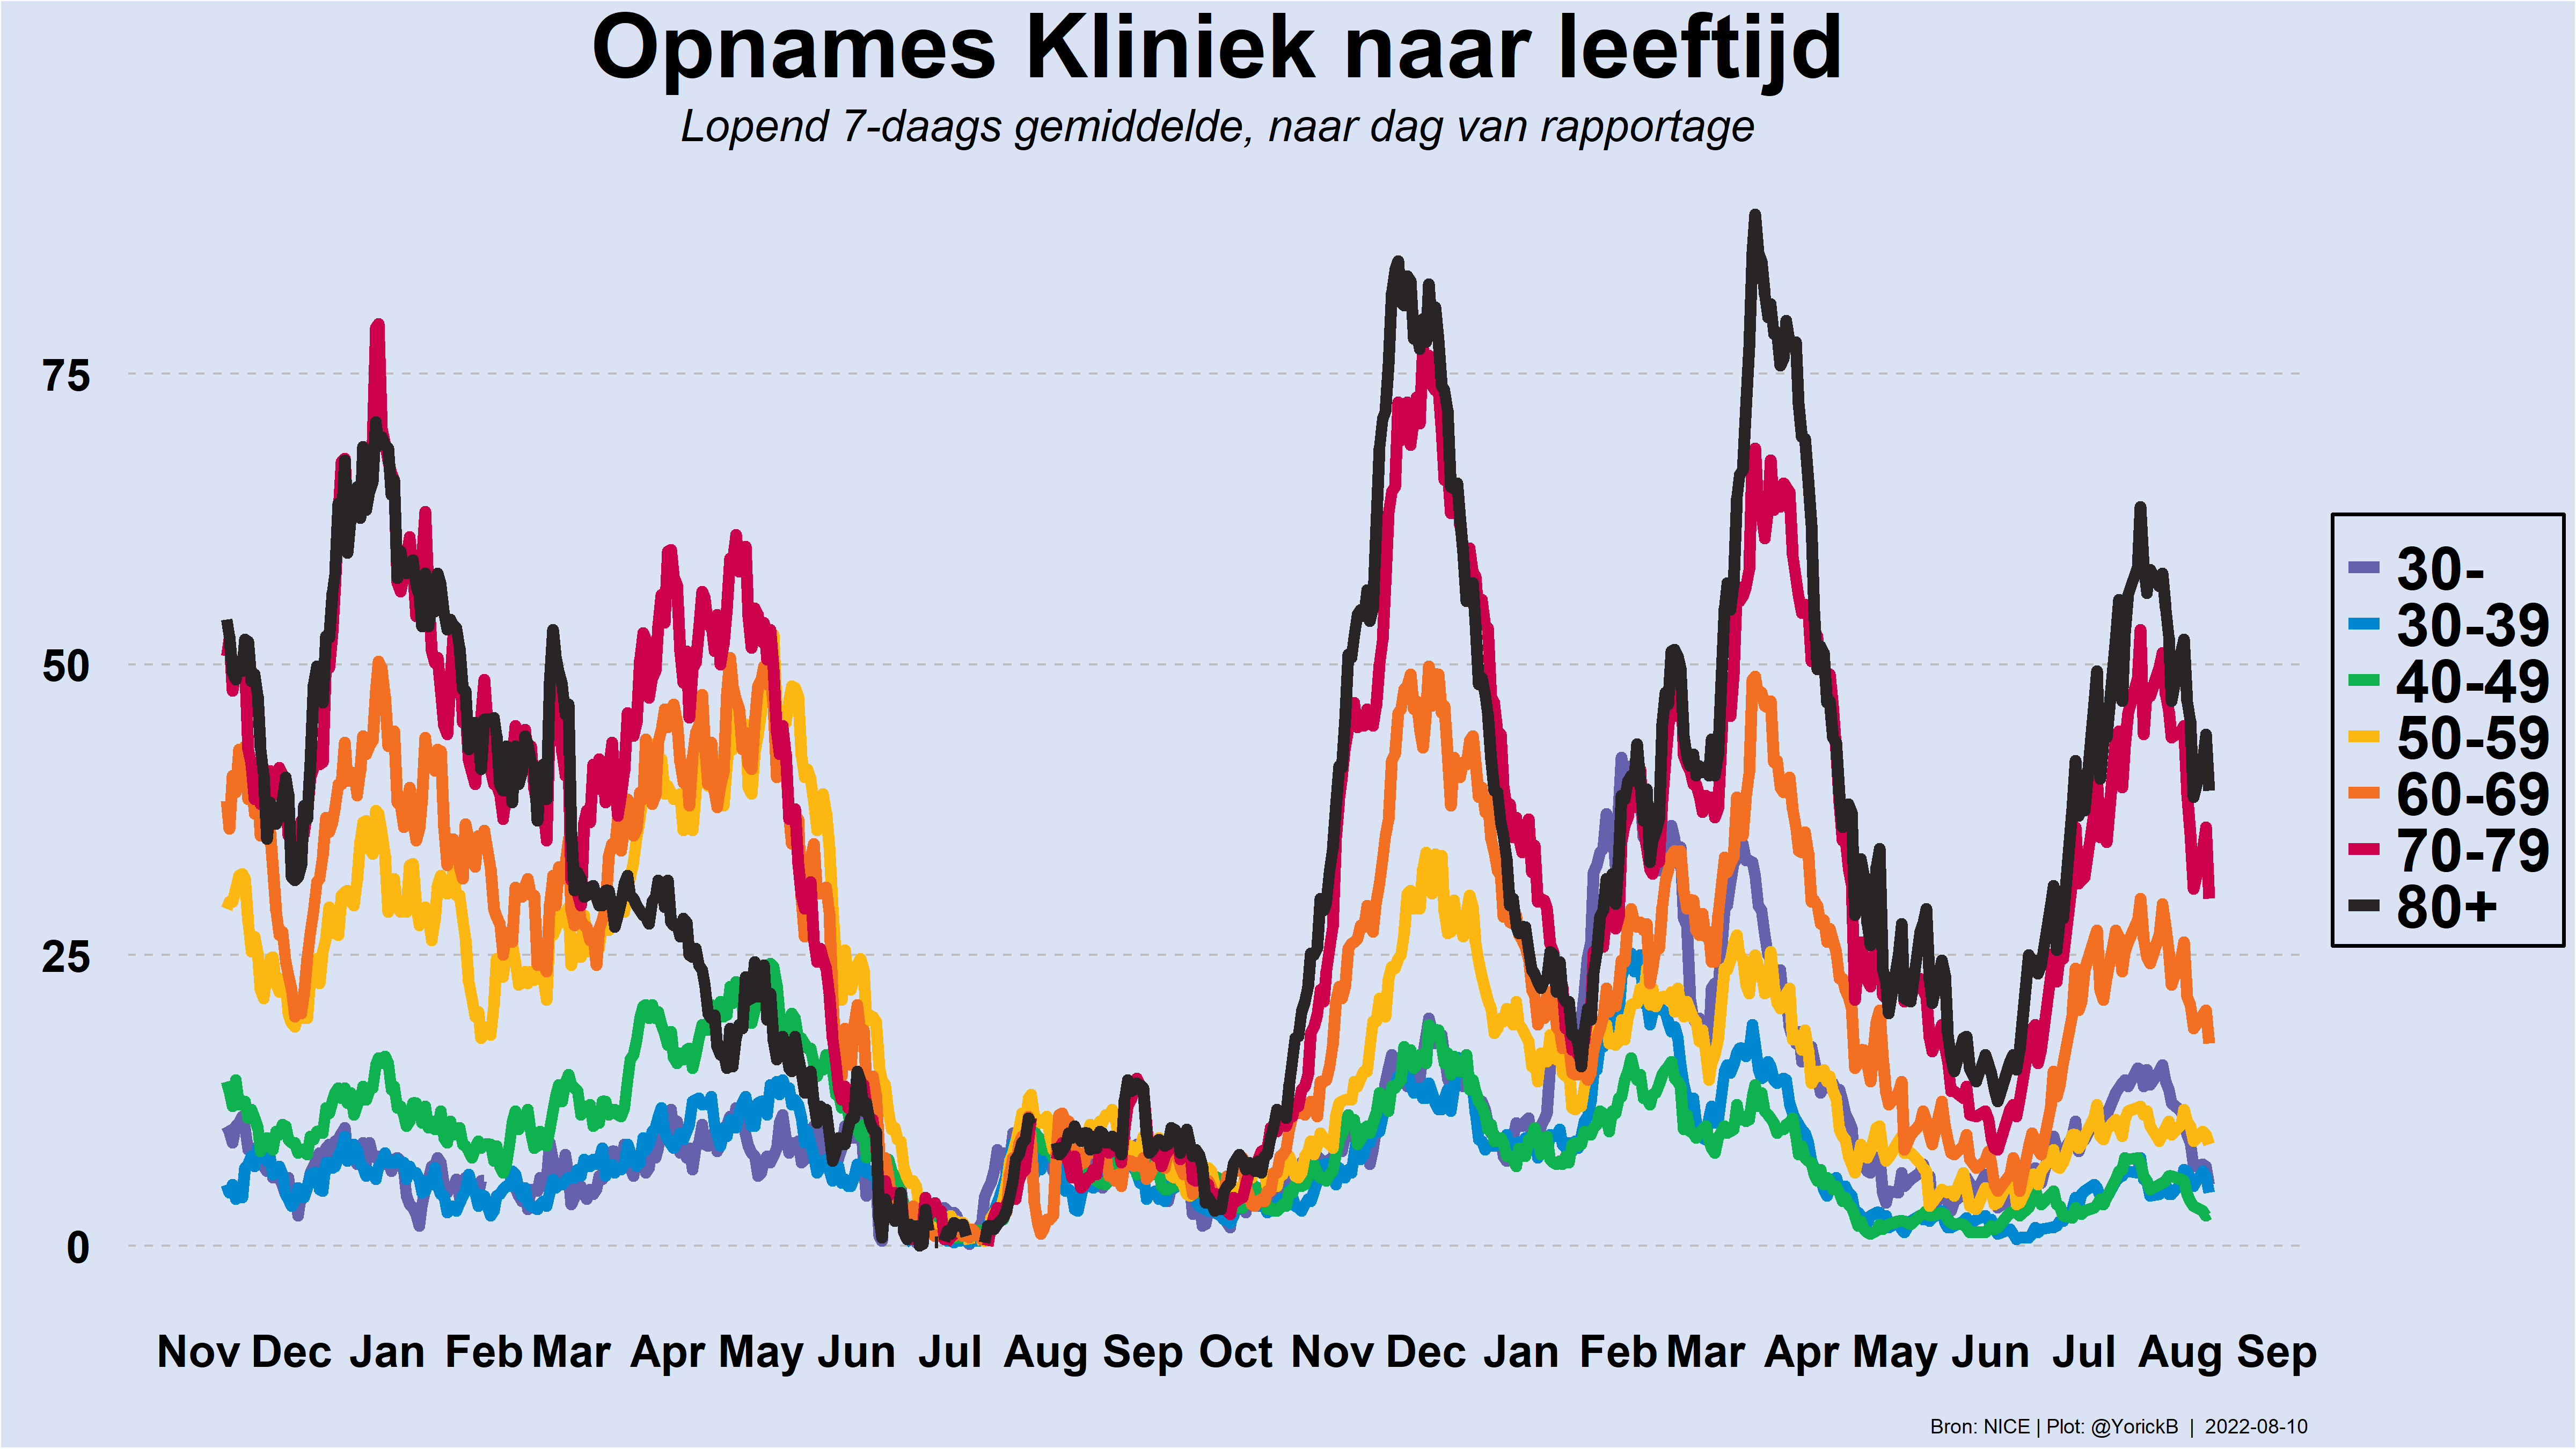 Opnames Kliniek naar leeftijd
Lopend 7-daags gemiddelde, naar dag van rapportage
75
50
25
0
30-
30-39
40-49
50-59
60-69
70-79
80+
Nov Dec Jan Feb Mar Apr May Jun Jul Aug Sep Oct Nov Dec Jan Feb Mar Apr May Jun Jul Aug Sep
Bron: NICE | Plot: @YorickB | 2022-08-10